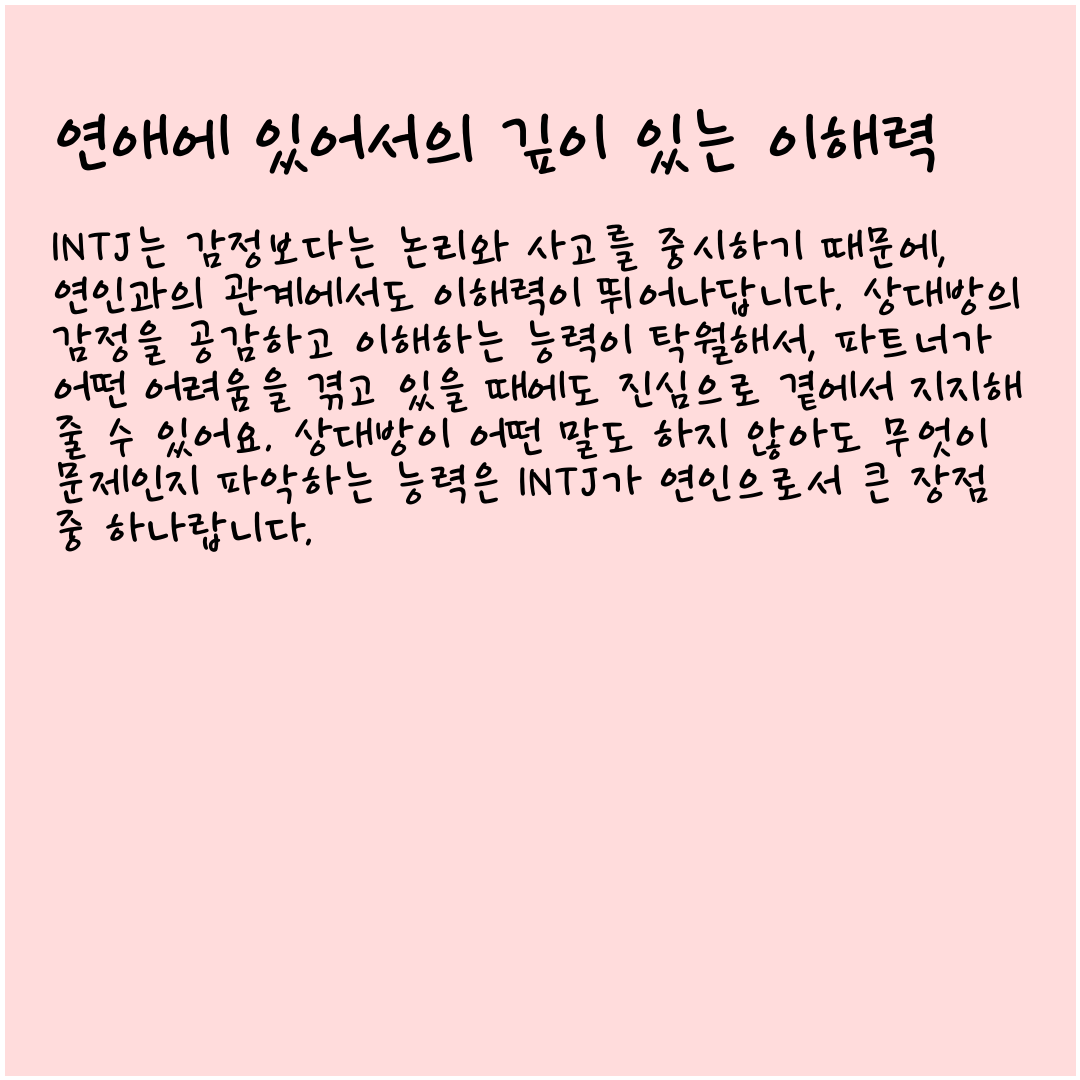 연애에 있어서의 깊이 있는 이해력
INTJ는 감정보다는 논리와 사고를 중시하기 때문에,
연인과의 관계에서도 이해력이 뛰어나답니다. 상대방의
감정을 공감하고 이해하는 능력이 탁월해서, 파트너가
어떤 어려움을 겪고 있을 때에도 진심으로 곁에서 지지해
줄 수 있어요. 상대방이 어떤 말도 하지 않아도 무엇이
문제인지 파악하는 능력은 INTJ가 연인으로서 큰 장점
중 하나랍니다.